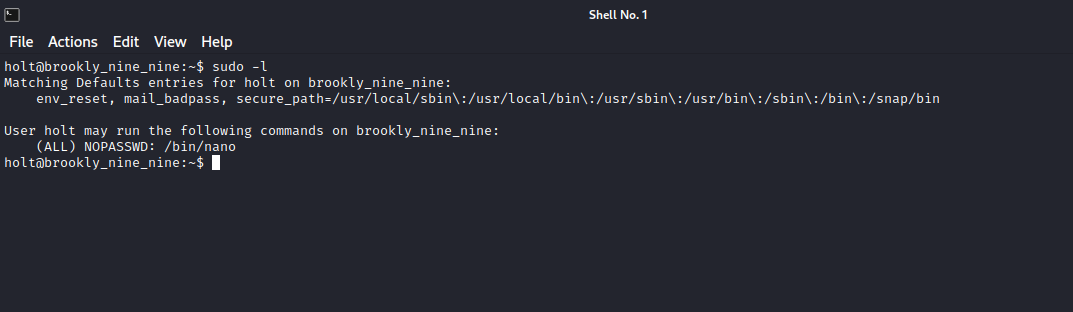 Shell No. 1
File Actions Edit View Help
holt@brookly_nine_nine:~$ sudo -l
Matching Defaults entries for holt on brookly_nine_nine:
    env_reset, mail_badpass, secure_path=/usr/local/sbin\:/usr/local/bin\:/usr/sbin\:/usr/bin\:/sbin\:/bin\:/snap/bin
User holt may run the following commands on brookly_nine_nine:
    (ALL) NOPASSWD: /bin/nano
holt@brookly_nine_nine:~$